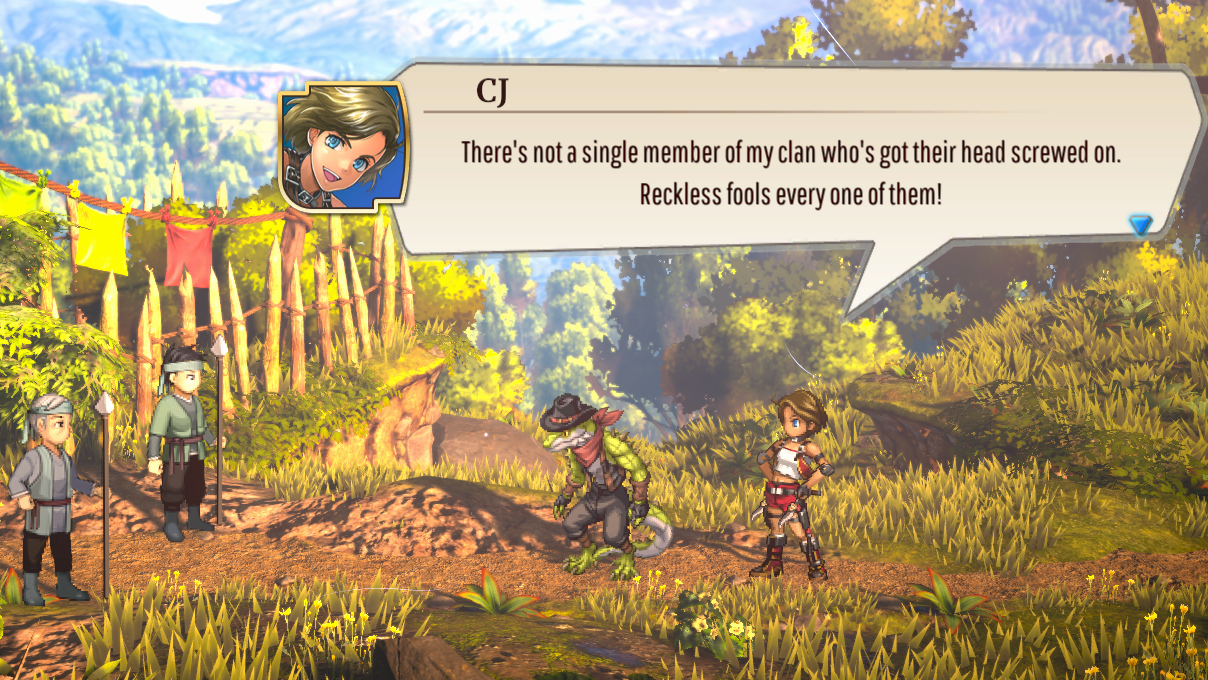 CJ
There's not a single member of my clan who's got their head screwed on.
Reckless fools every one of them!